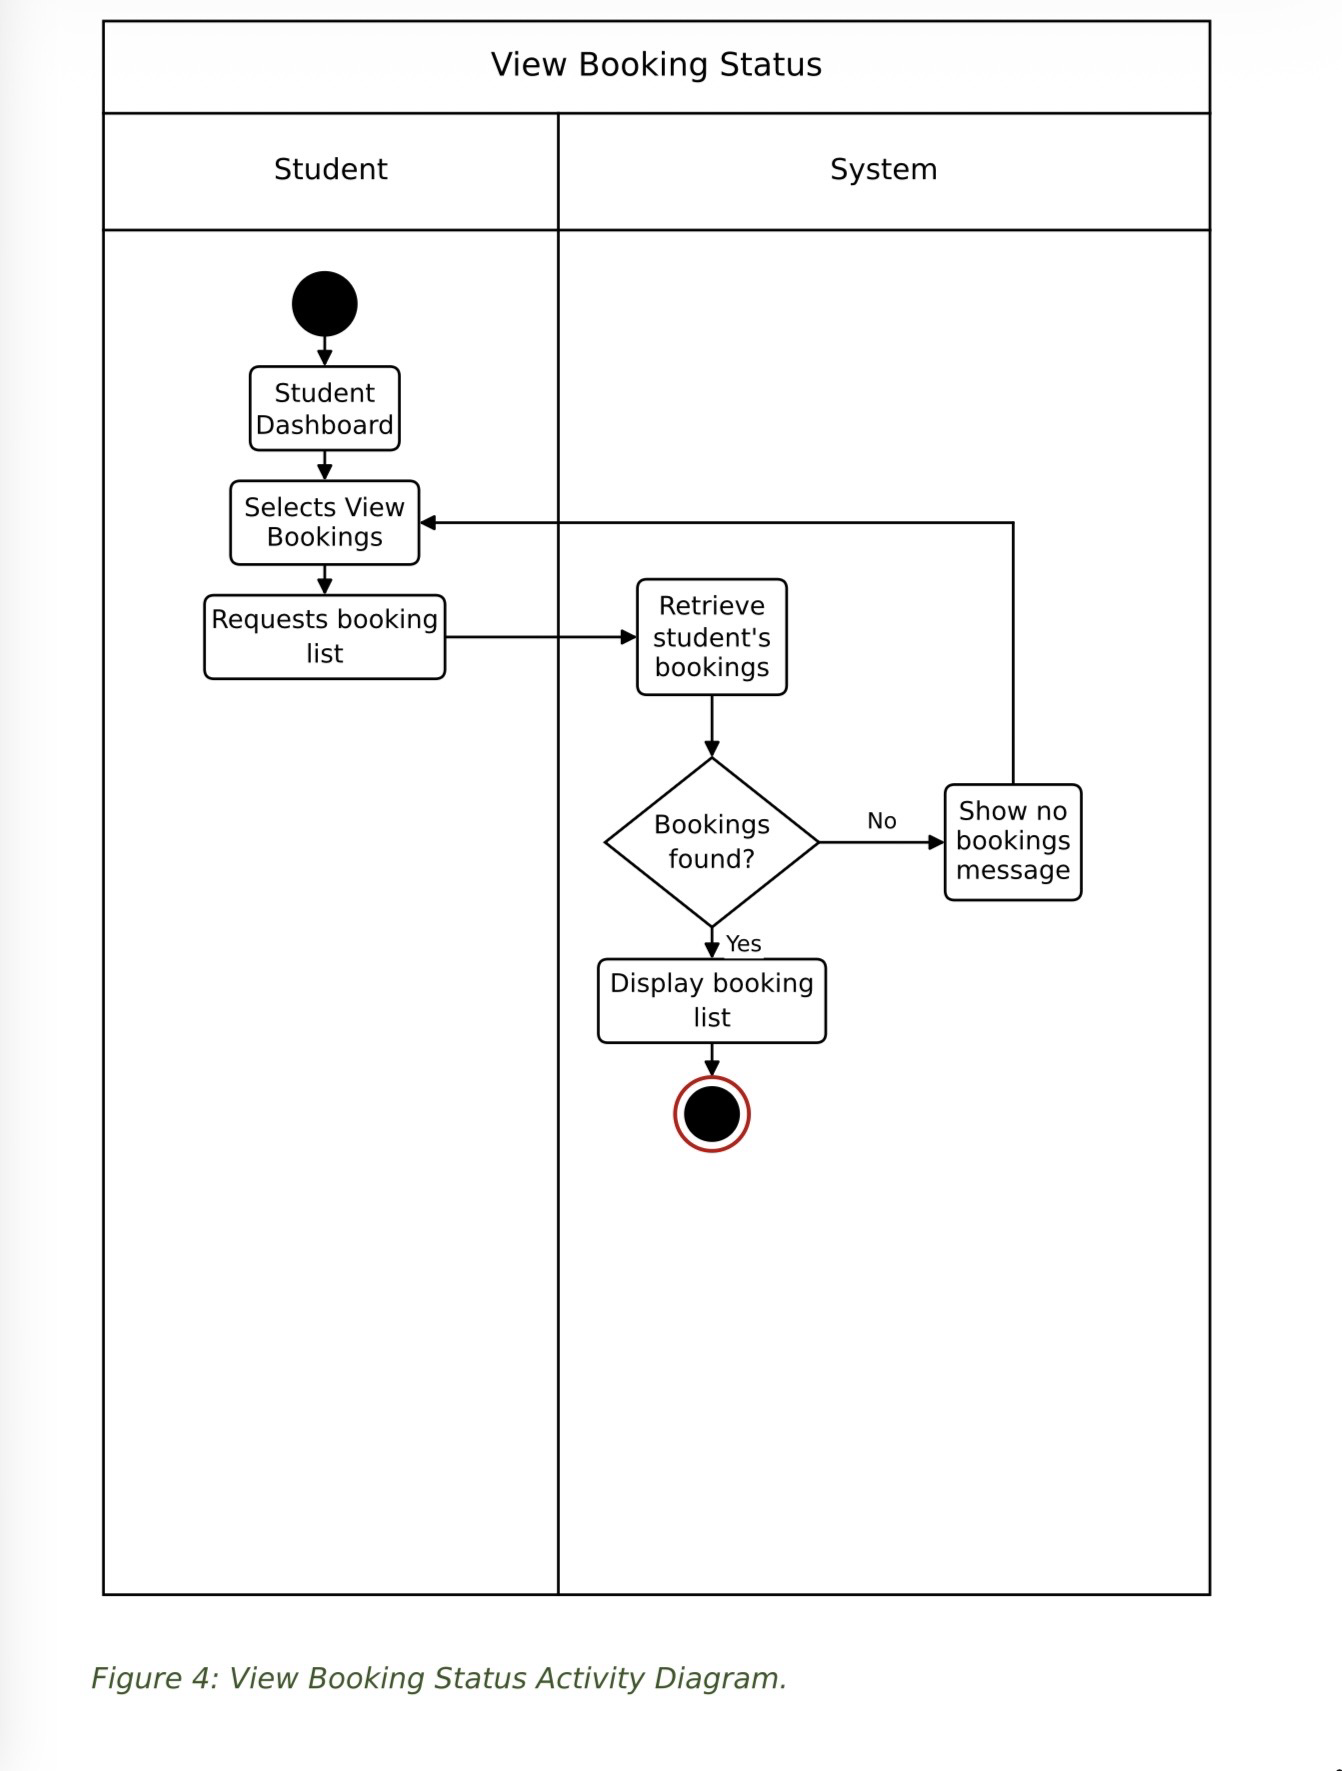 View Booking Status
Student
System
Student
Dashboard
Selects View
Bookings
Requests booking
list
Retrieve
student's
bookings
Bookings
found?
No
Show no
bookings
message
Yes
Display booking
list
Figure 4: View Booking Status Activity Diagram.